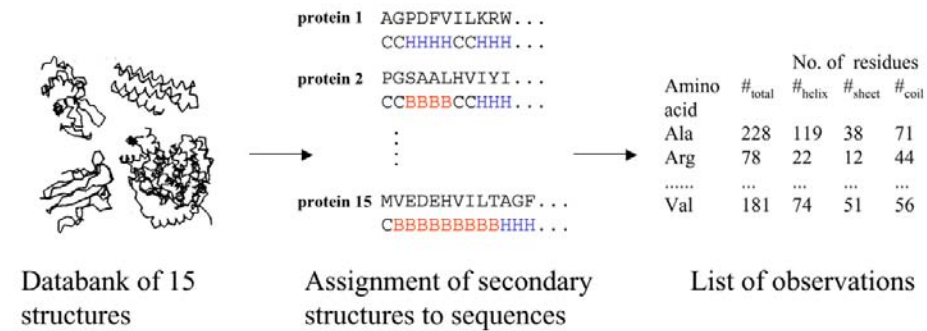 protein 1 AGPDFVILKRW...
CCHHHHCCHHH...
protein 2 PGSAALHVIYI...
CCBBBBCCHHH...
protein 15 MVEDEHVILTAGF...
CBBBBBBBBBHHH...
No. of residues
Amino acid #total #helix #sheet #coil
Ala 228 119 38 71
Arg 78 22 12 44
...... ... ... ... ...
Val 181 74 51 56
Databank of 15
structures
Assignment of secondary
structures to sequences
List of observations